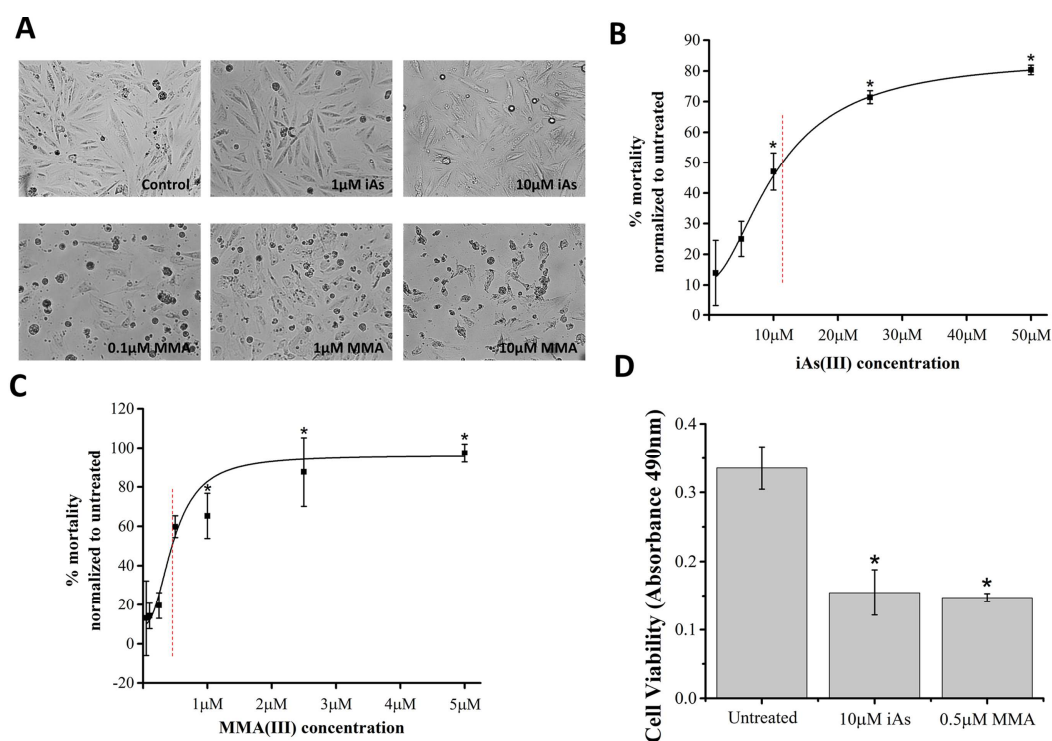 A
Control
1μM iAs
10μM iAs
0.1μM MMA
1μM MMA
10μM MMA
B
% mortality
normalized to untreated
90
80
70
60
50
40
30
20
10
0
*
*
*
10μM
20μM
30μM
40μM
50μM
iAs(III) concentration
C
% mortality
normalized to untreated
120
100
80
60
40
20
0
-20
*
*
*
1μM
2μM
3μM
4μM
5μM
MMA(III) concentration
D
Cell Viability (Absorbance 490nm)
0.4
0.3
0.2
0.1
0.0
*
*
Untreated
10μM iAs
0.5μM MMA